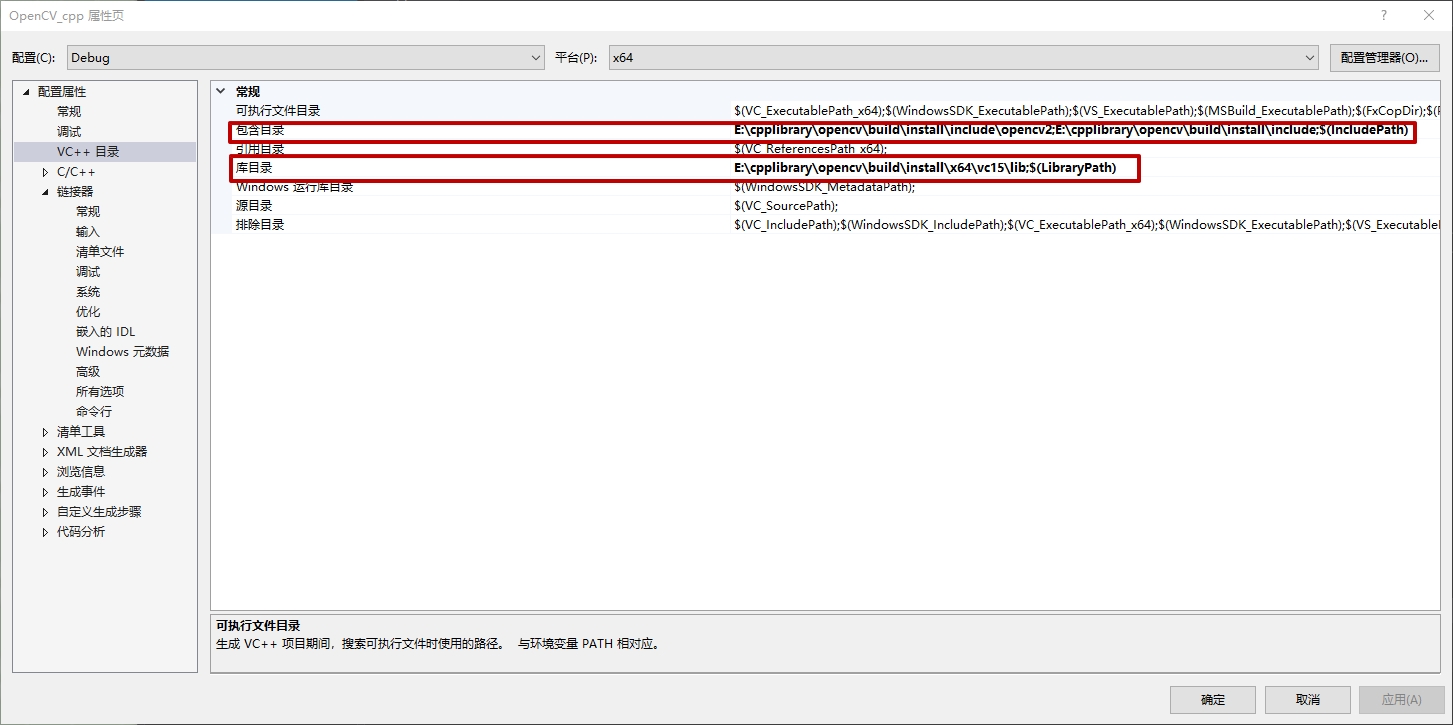 OpenCV_cpp 属性页
配置(C): Debug 平台(P): x64 配置管理器(O)...
配置属性
常规
调试
VC++ 目录
C/C++
链接器
常规
输入
清单文件
调试
系统
优化
嵌入的 IDL
Windows 元数据
高级
所有选项
命令行
清单工具
XML 文档生成器
浏览信息
生成事件
自定义生成步骤
代码分析
常规
可执行文件目录 $(VC_ExecutablePath_x64);$(WindowsSDK_ExecutablePath);$(VS_ExecutablePath);$(MSBuild_ExecutablePath);$(FxCopDir);$(
包含目录 E:\cpplibrary\opencv\build\install\include\opencv2;E:\cpplibrary\opencv\build\install\include;$(IncludePath)
引用目录 $(VC_ReferencesPath_x64);
库目录 E:\cpplibrary\opencv\build\install\x64\vc15\lib;$(LibraryPath)
Windows 运行库目录 $(WindowsSDK_MetadataPath);
源目录 $(VC_SourcePath);
排除目录 $(VC_IncludePath);$(WindowsSDK_IncludePath);$(VC_ExecutablePath_x64);$(WindowsSDK_ExecutablePath);$(VS_Executable
可执行文件目录
生成 VC++ 项目期间，搜索可执行文件时使用的路径。 与环境变量 PATH 相对应。
确定 取消 应用(A)